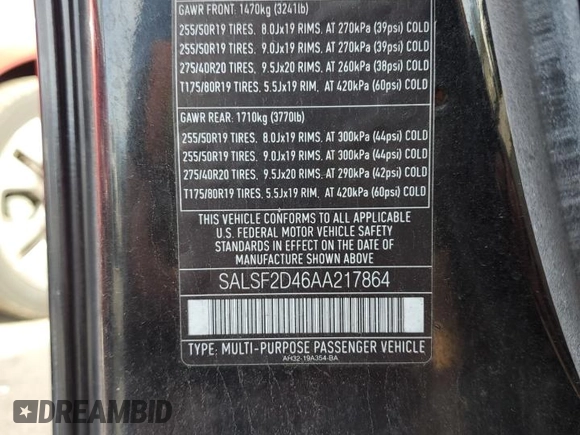 GAWR FRONT: 1470kg (3241lb)
255/50R19 TIRES. 8.0Jx19 RIMS. AT 270kPa (39psi) COLD
255/50R19 TIRES. 9.0Jx19 RIMS. AT 270kPa (39psi) COLD
275/40R20 TIRES. 9.5Jx20 RIMS. AT 260kPa (38psi) COLD
T175/80R19 TIRES. 5.5Jx19 RIM. AT 420kPa (60psi) COLD
GAWR REAR: 1710kg (3770lb)
255/50R19 TIRES. 8.0Jx19 RIMS. AT 300kPa (44psi) COLD
255/50R19 TIRES. 9.0Jx19 RIMS. AT 300kPa (44psi) COLD
275/40R20 TIRES. 9.5Jx20 RIMS. AT 290kPa (42psi) COLD
T175/80R19 TIRES. 5.5Jx19 RIM. AT 420kPa (60psi) COLD
THIS VEHICLE CONFORMS TO ALL APPLICABLE
U.S. FEDERAL MOTOR VEHICLE SAFETY
STANDARDS IN EFFECT ON THE DATE OF
MANUFACTURE SHOWN ABOVE
SALSF2D46AA217864
TYPE: MULTI-PURPOSE PASSENGER VEHICLE
AH32-19A354-BA
DREAMBID